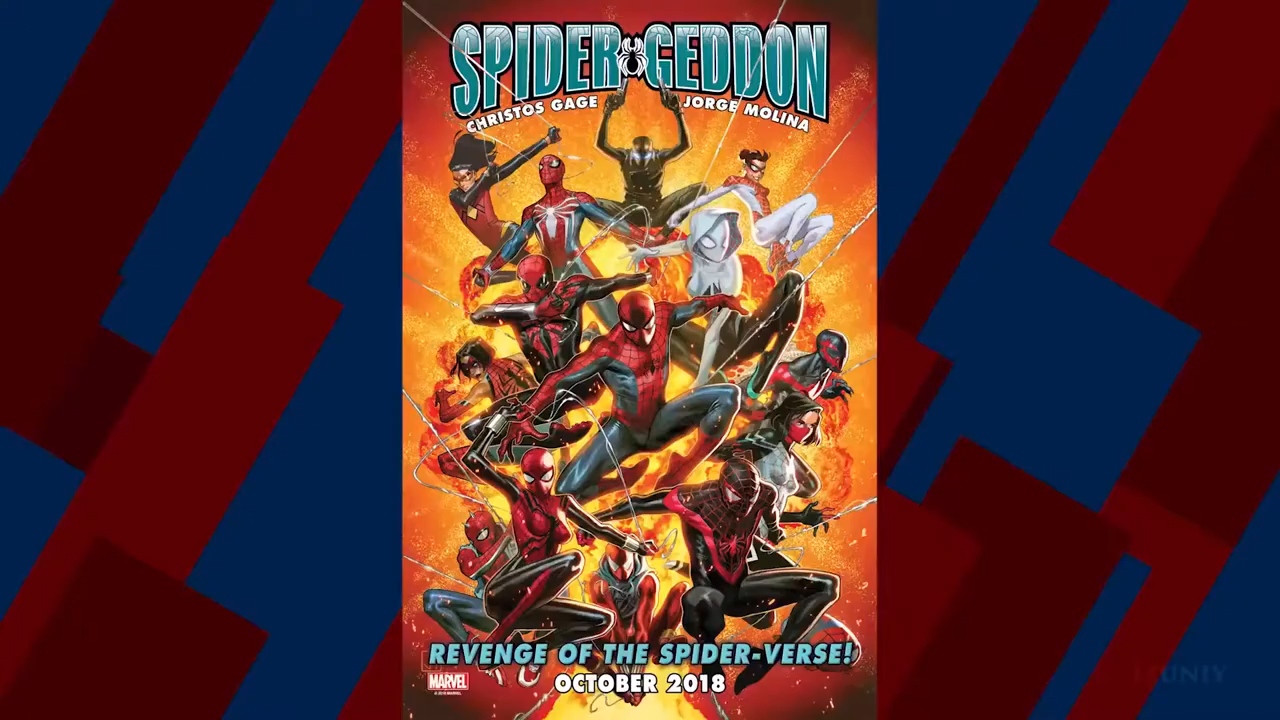 SPIDER-GEDDON
CHRISTOS GAGE
JORGE MOLINA
REVENGE OF THE SPIDER-VERSE!
MARVEL
OCTOBER 2018